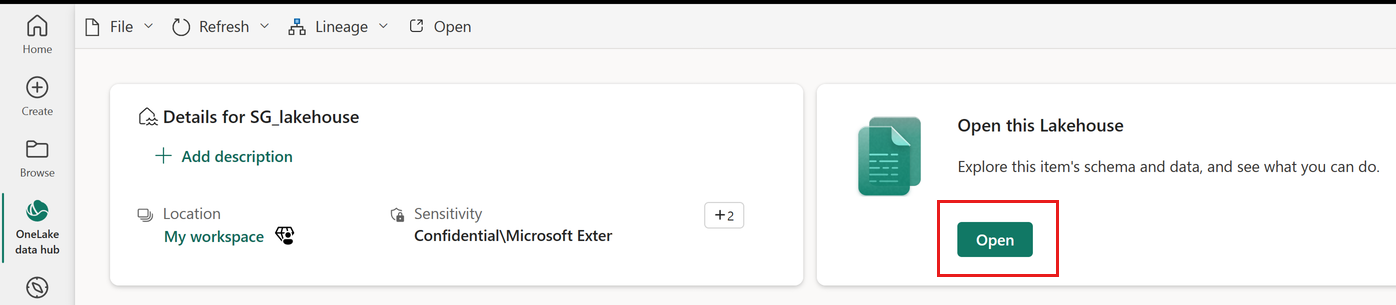 Home
Create
Browse
OneLake
data hub
File
Refresh
Lineage
Open
Details for SG_lakehouse
Add description
Location
My workspace
Sensitivity
Confidential\Microsoft Exter
+2
Open this Lakehouse
Explore this item's schema and data, and see what you can do.
Open